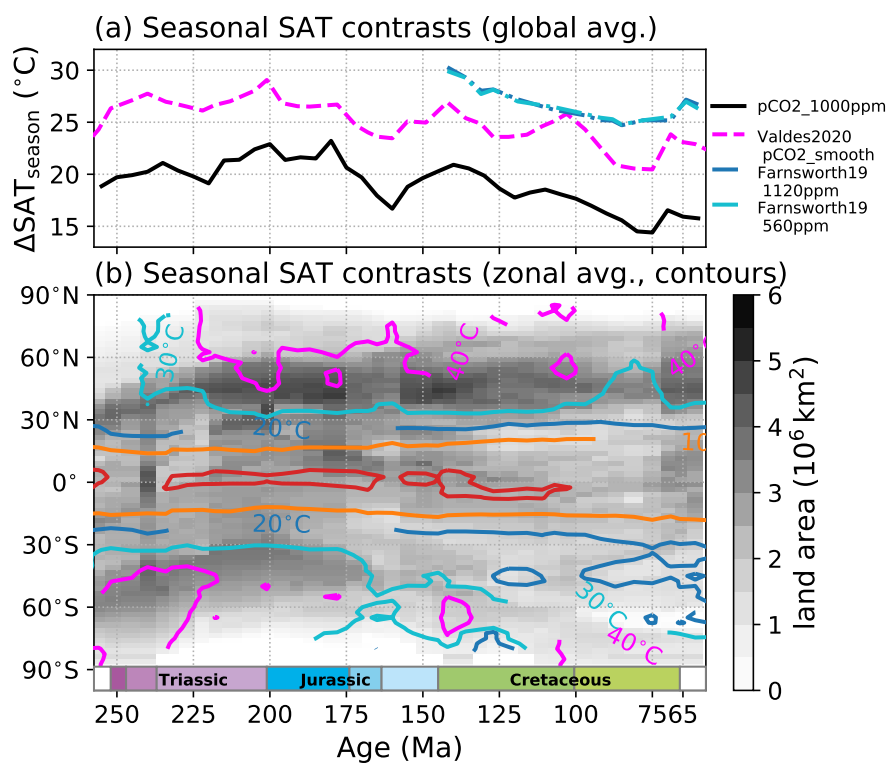 (a) Seasonal SAT contrasts (global avg.)
ΔSATseason (°C)
30
25
20
15
pCO2_1000ppm
Valdes2020
pCO2_smooth
Farnsworth19
1120ppm
Farnsworth19
560ppm
(b) Seasonal SAT contrasts (zonal avg., contours)
90°N
60°N
30°N
0°
30°S
60°S
90°S
30°C
40°C
40°
20°C
10
20°C
30°C
40°C
Triassic
Jurassic
Cretaceous
250
225
200
175
150
125
100
75
65
Age (Ma)
6
5
4
3
2
1
0
land area (10⁶ km²)